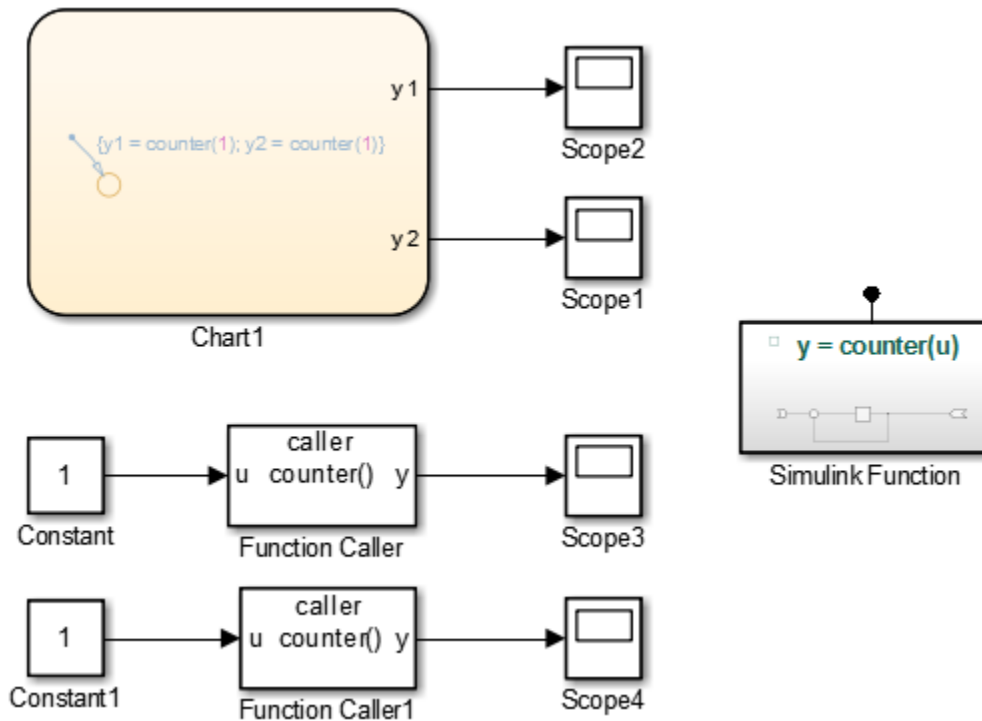 y1
{y1 = counter(1); y2 = counter(1)}
Scope2
y2
Scope1
Chart1
y = counter(u)
Simulink Function
1
caller
u counter() y
Constant
Function Caller
Scope3
1
caller
u counter() y
Constant1
Function Caller1
Scope4